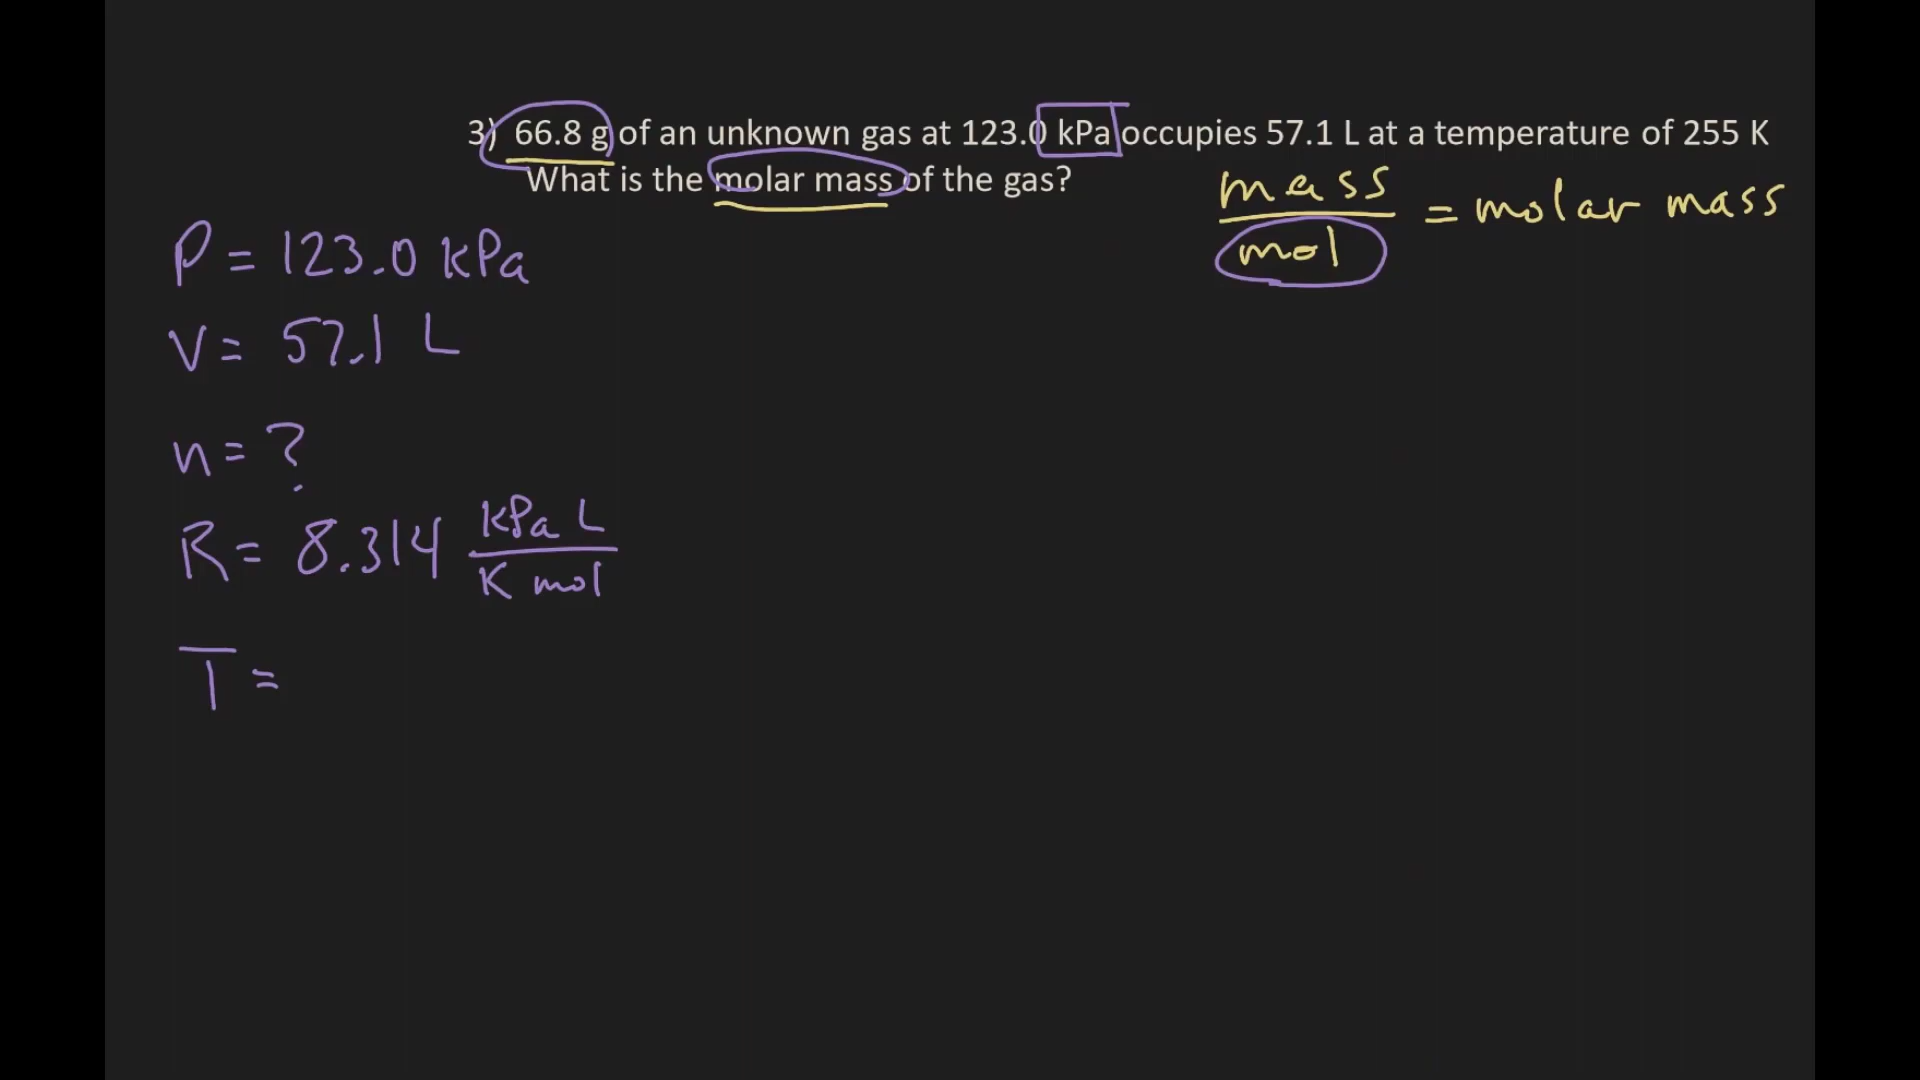 3) 66.8 g of an unknown gas at 123.0 kPa occupies 57.1 L at a temperature of 255 K
What is the molar mass of the gas?
mass
mol
= molar mass
P = 123.0 kPa
V = 57.1 L
n = ?
R = 8.314 kPa L
K mol
T =